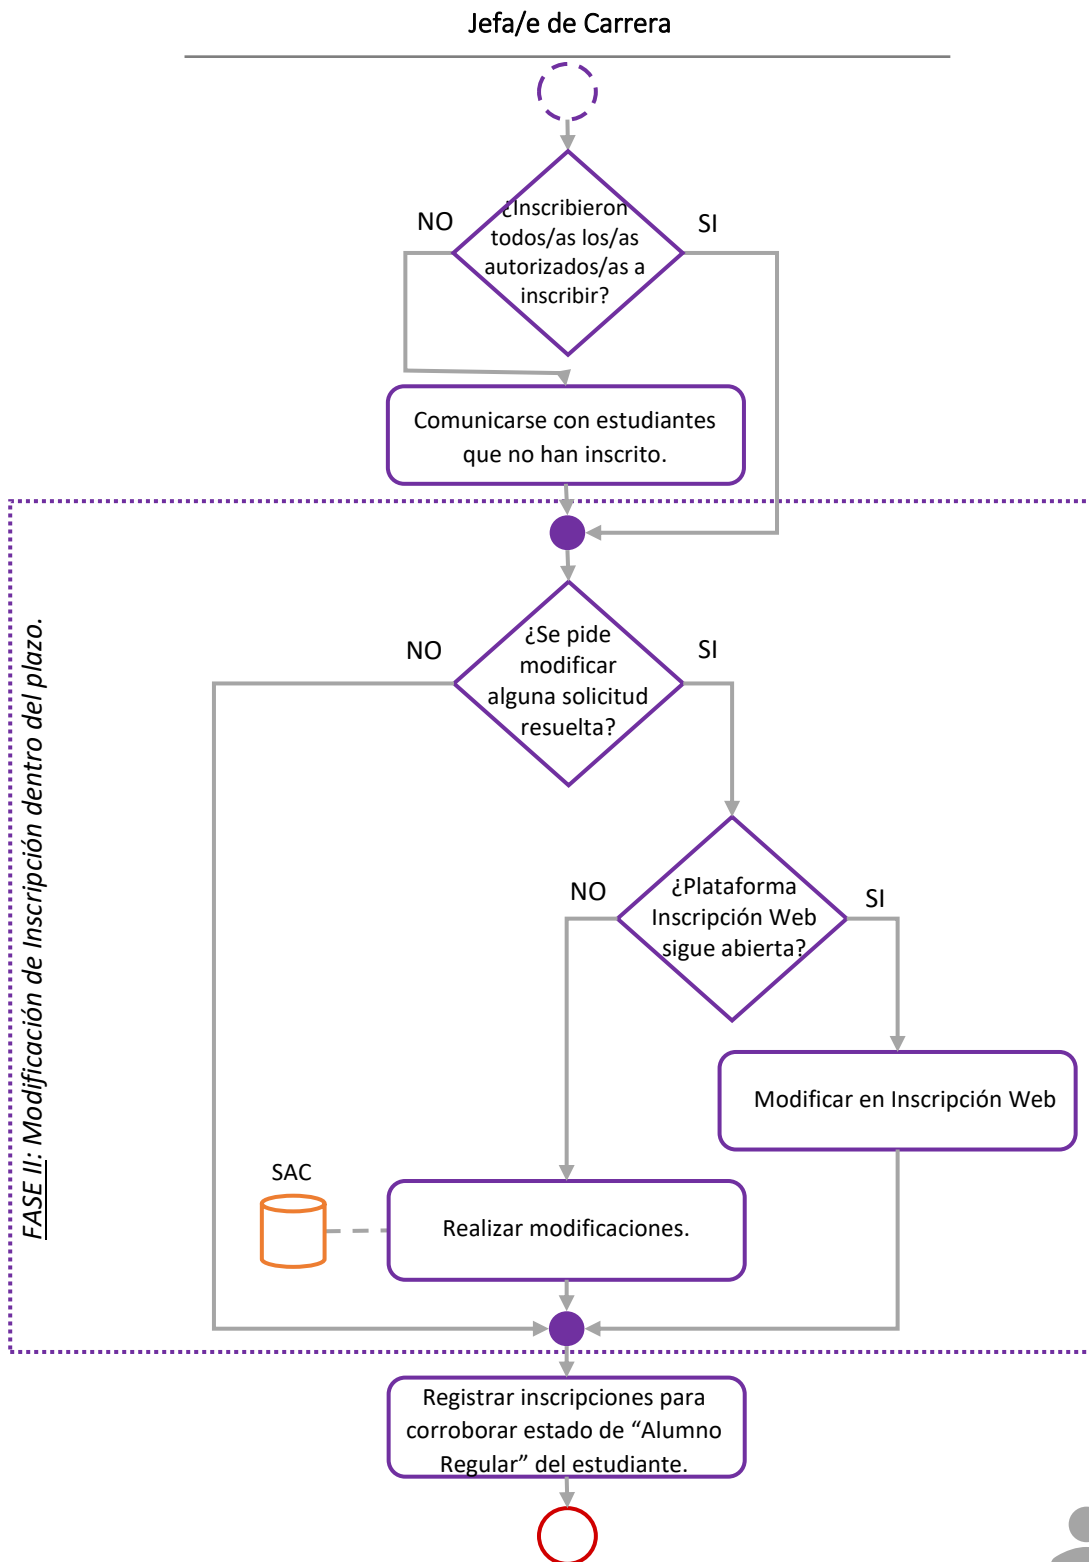 Jefa/e de Carrera
NO
SI
¿Inscribieron
todos/as los/as
autorizados/as a
inscribir?
Comunicarse con estudiantes
que no han inscrito.
FASE II: Modificación de Inscripción dentro del plazo.
NO
SI
¿Se pide
modificar
alguna solicitud
resuelta?
NO
SI
¿Plataforma
Inscripción Web
sigue abierta?
Modificar en Inscripción Web
SAC
Realizar modificaciones.
Registrar inscripciones para
corroborar estado de “Alumno
Regular” del estudiante.